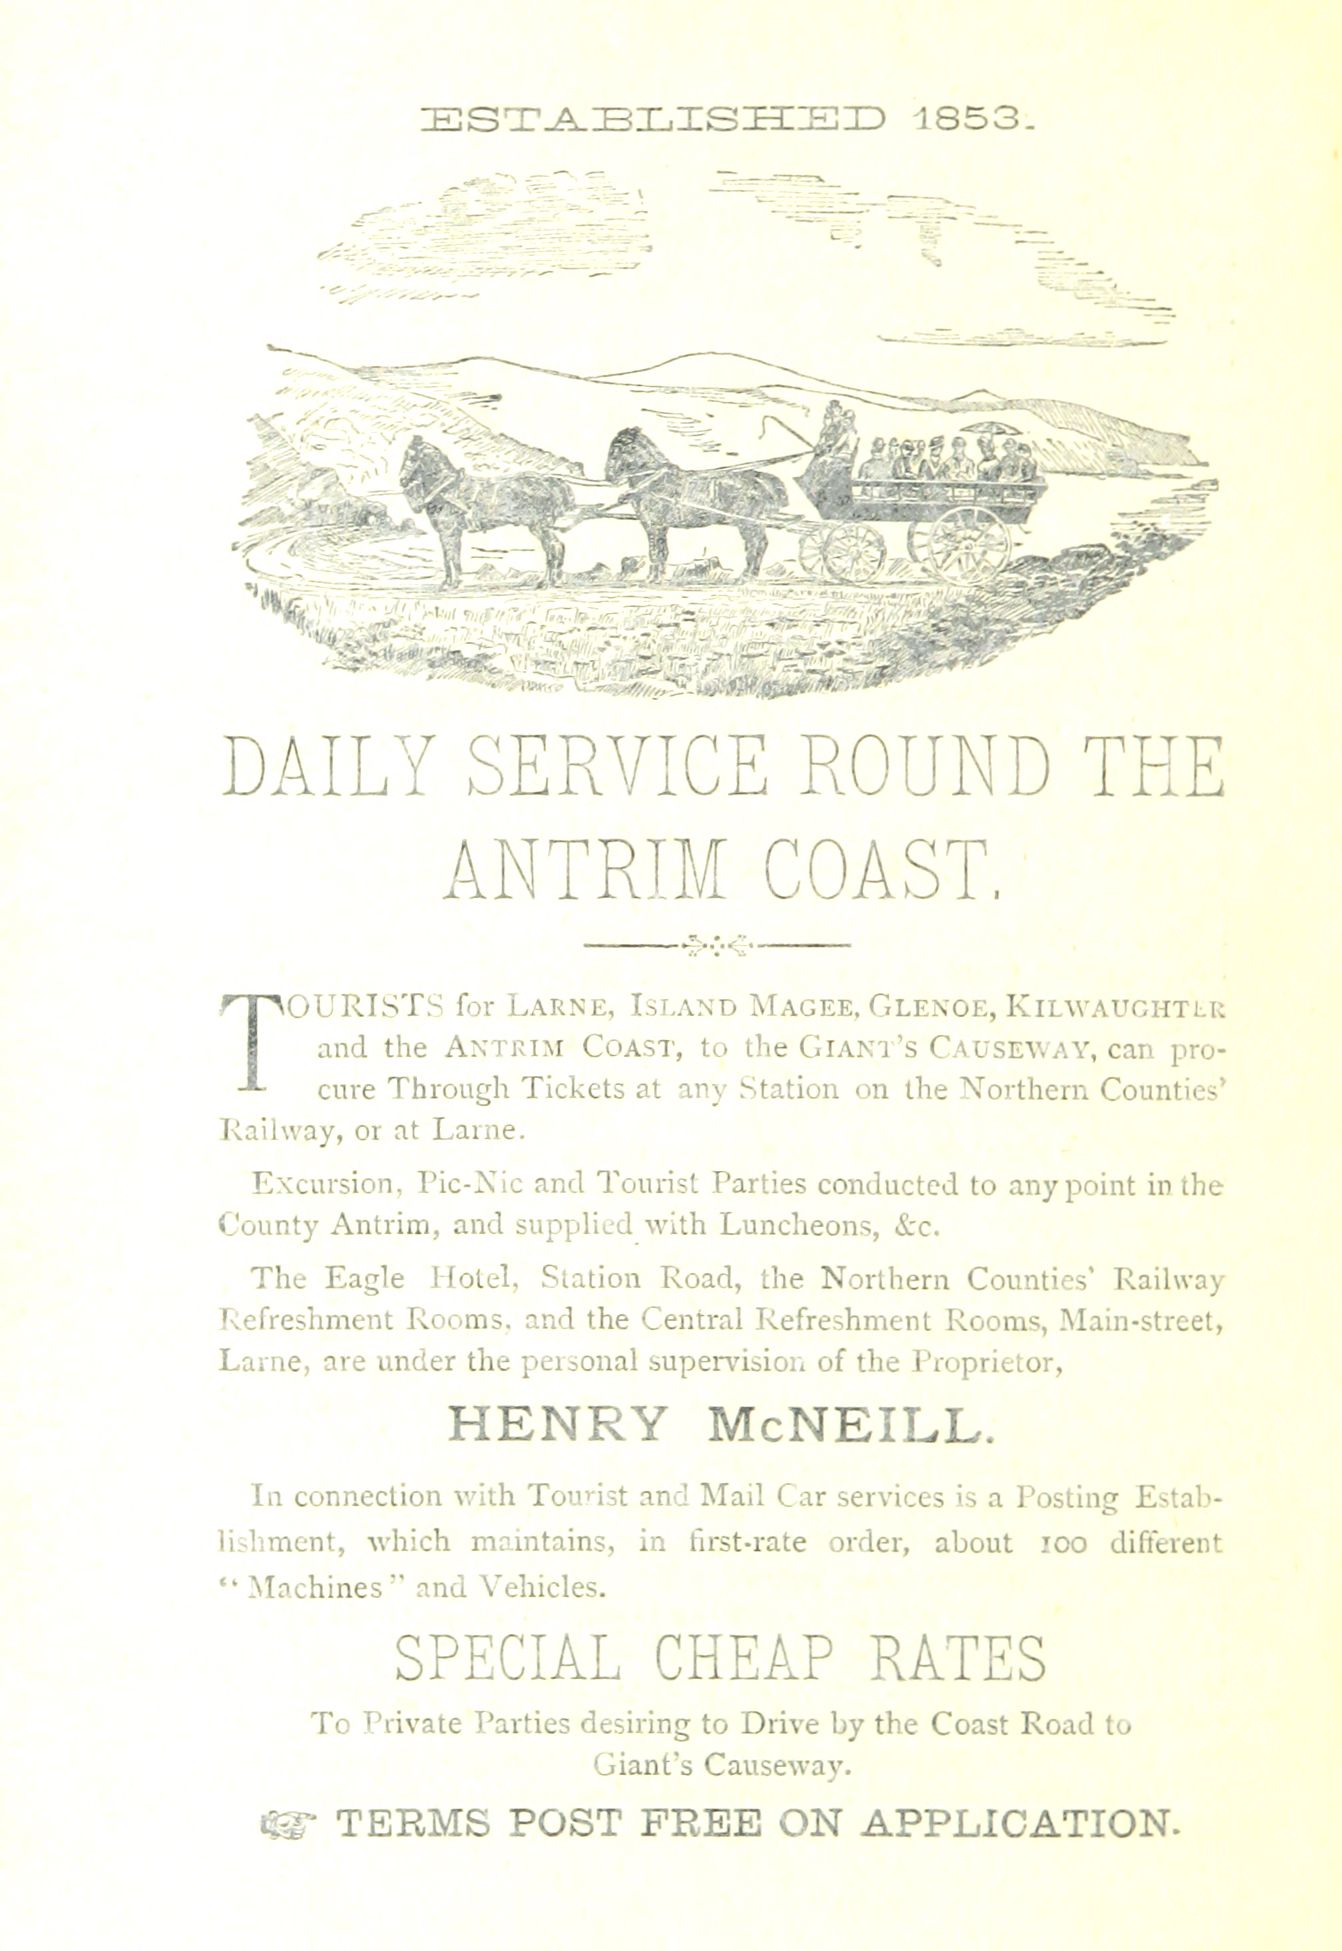 ESTABLISHED 1853.
DAILY SERVICE ROUND THE
ANTRIM COAST.
TOURISTS for LARNE, ISLAND MAGEE, GLENOE, KILWAUGHTER
and the ANTRIM COAST, to the GIANT'S CAUSEWAY, can pro-
cure Through Tickets at any Station on the Northern Counties'
Railway, or at Larne.
Excursion, Pic-Nic and Tourist Parties conducted to any point in the
County Antrim, and supplied with Luncheons, &c.
The Eagle Hotel, Station Road, the Northern Counties' Railway
Refreshment Rooms, and the Central Refreshment Rooms, Main-street,
Larne, are under the personal supervision of the Proprietor,
HENRY McNEILL.
In connection with Tourist and Mail Car services is a Posting Estab-
lishment, which maintains, in first-rate order, about 100 different
"Machines" and Vehicles.
SPECIAL CHEAP RATES
To Private Parties desiring to Drive by the Coast Road to
Giant's Causeway.
☞ TERMS POST FREE ON APPLICATION.